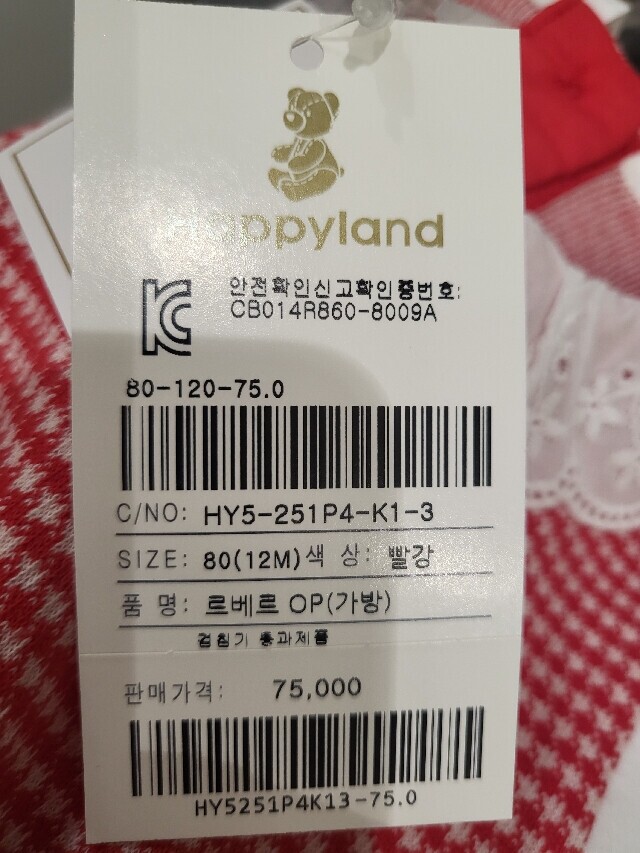 happyland
KC
안전확인신고확인증번호:
CB014R860-8009A
80-120-75.0
C/NO: HY5-251P4-K1-3
SIZE: 80(12M) 색 상: 빨강
품 명: 르베르 OP(가방)
검침기 통과제품
판매가격: 75,000
HY5251P4K13-75.0